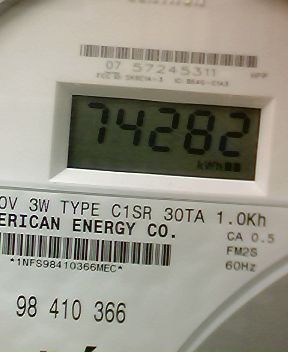 07 57245311
74282
kWh
0V 3W TYPE C1SR 30TA 1.0Kh
ERICAN ENERGY CO.
CA 0.5
FM2S
*1NFS98410366MEC*
60Hz
98 410 366